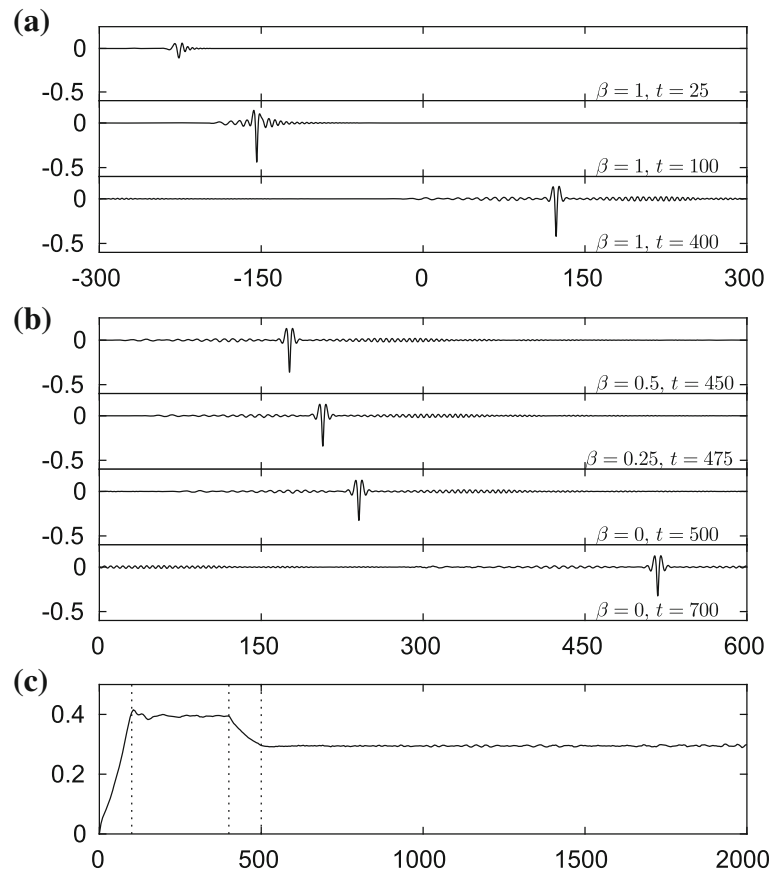 (a)
0
-0.5
β = 1, t = 25
0
-0.5
β = 1, t = 100
0
-0.5
β = 1, t = 400
-300 -150 0 150 300
(b)
0
-0.5
β = 0.5, t = 450
0
-0.5
β = 0.25, t = 475
0
-0.5
β = 0, t = 500
0
-0.5
β = 0, t = 700
0 150 300 450 600
(c)
0.4
0.2
0
0 500 1000 1500 2000